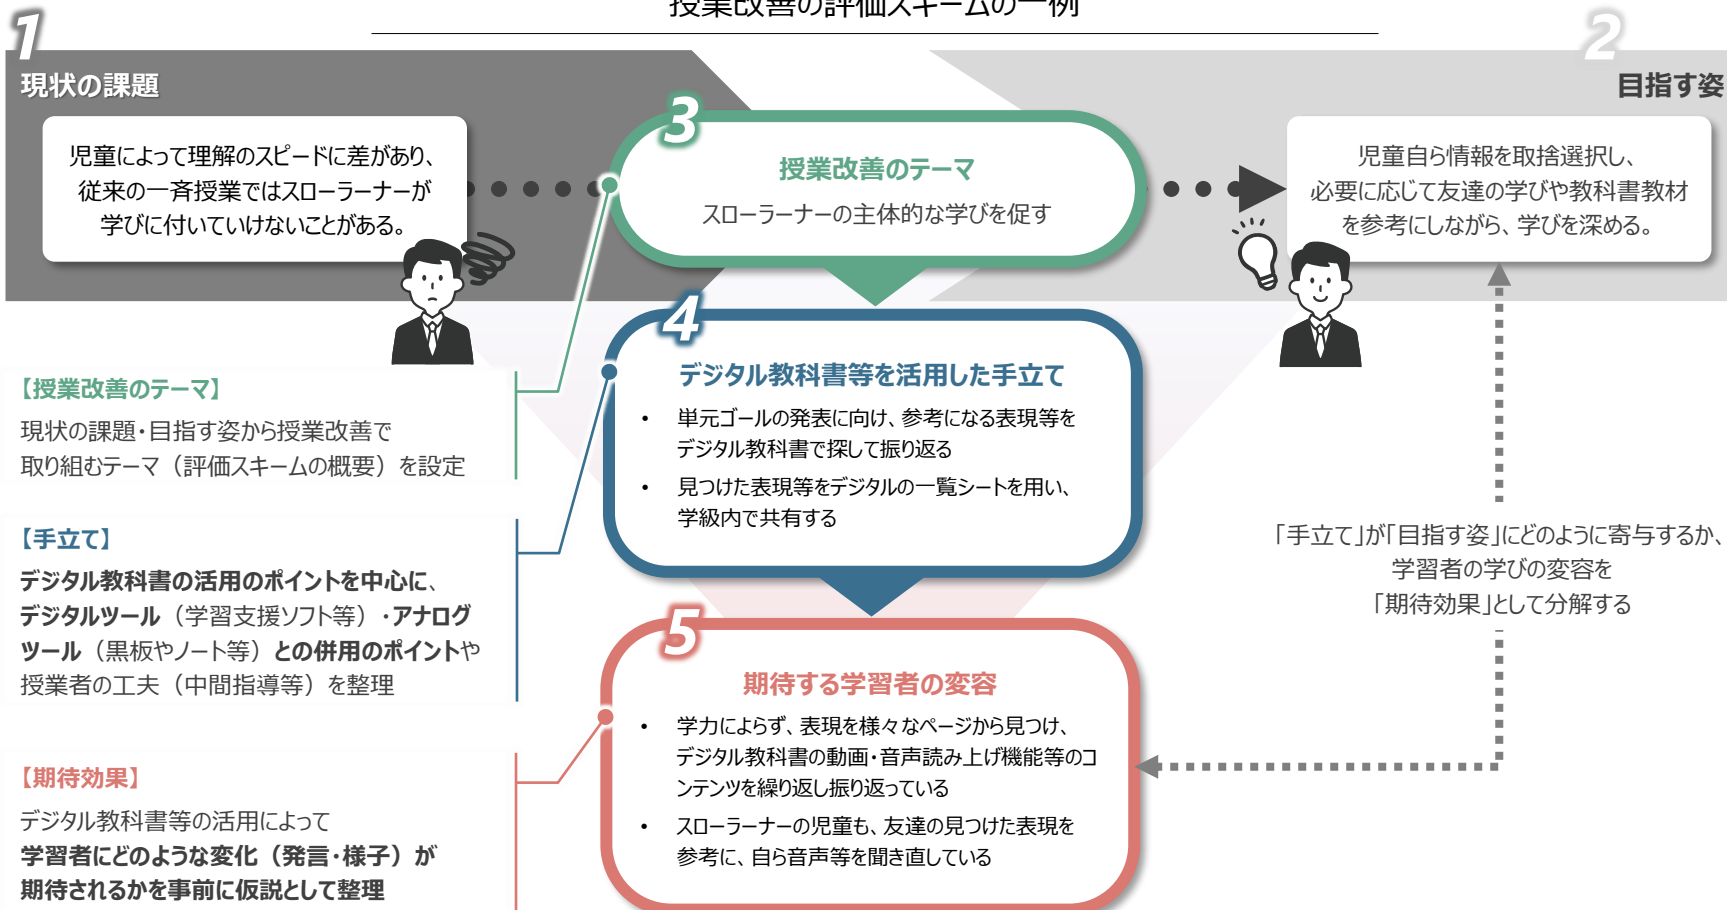 授業改善の評価スキームの一例
1
現状の課題
児童によって理解のスピードに差があり、
従来の一斉授業ではスローラーナーが
学びに付いていけないことがある。
2
目指す姿
児童自ら情報を取捨選択し、
必要に応じて友達の学びや教科書教材
を参考にしながら、学びを深める。
3
授業改善のテーマ
スローラーナーの主体的な学びを促す
4
デジタル教科書等を活用した手立て
• 単元ゴールの発表に向け、参考になる表現等を
デジタル教科書で探して振り返る
• 見つけた表現等をデジタルの一覧シートを用い、
学級内で共有する
5
期待する学習者の変容
• 学力によらず、表現を様々なページから見つけ、
デジタル教科書の動画・音声読み上げ機能等のコ
ンテンツを繰り返し振り返っている
• スローラーナーの児童も、友達の見つけた表現を
参考に、自ら音声等を聞き直している
【授業改善のテーマ】
現状の課題・目指す姿から授業改善で
取り組むテーマ（評価スキームの概要）を設定
【手立て】
デジタル教科書の活用のポイントを中心に、
デジタルツール（学習支援ソフト等）・アナログ
ツール（黒板やノート等）との併用のポイントや
授業者の工夫（中間指導等）を整理
【期待効果】
デジタル教科書等の活用によって
学習者にどのような変化（発言・様子）が
期待されるかを事前に仮説として整理
「手立て」が「目指す姿」にどのように寄与するか、
学習者の学びの変容を
「期待効果」として分解する